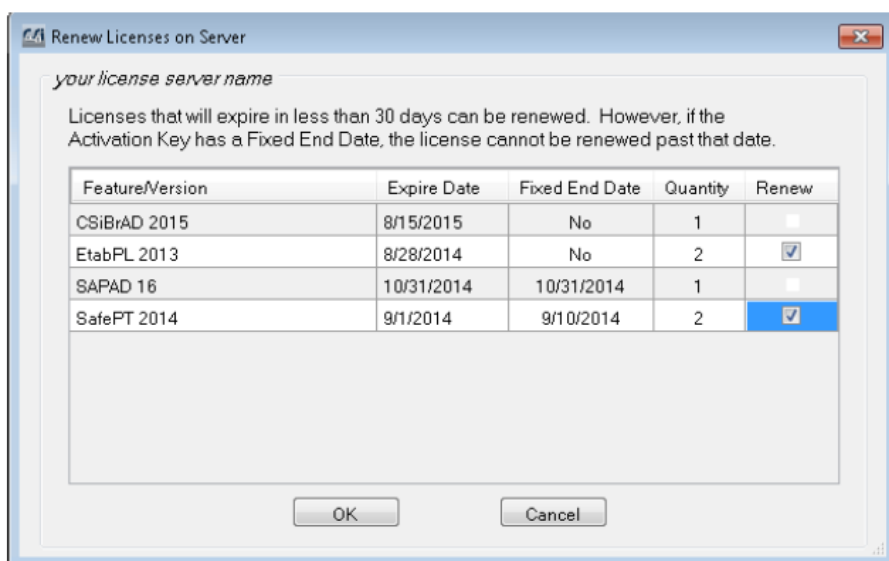 Renew Licenses on Server
your license server name
Licenses that will expire in less than 30 days can be renewed. However, if the
Activation Key has a Fixed End Date, the license cannot be renewed past that date.
Feature/Version Expire Date Fixed End Date Quantity Renew
CSiBrAD 2015 8/15/2015 No 1
EtabPL 2013 8/28/2014 No 2
SAPAD 16 10/31/2014 10/31/2014 1
SafePT 2014 9/1/2014 9/10/2014 2
OK Cancel